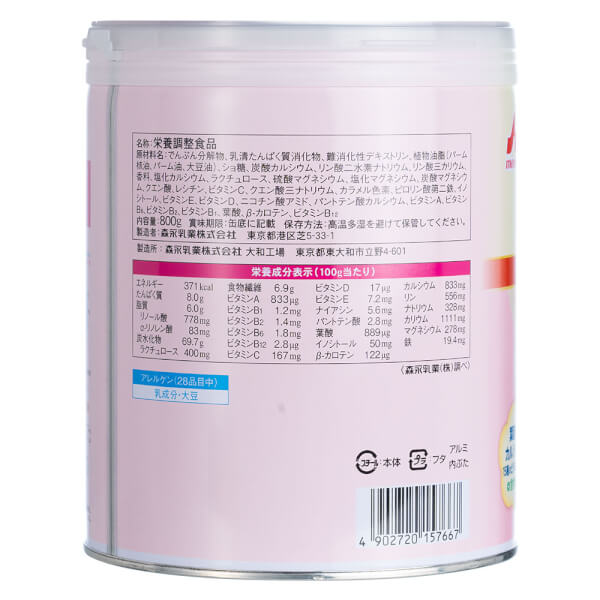 名称:栄養調整食品
原材料名:でんぷん分解物、乳清たんぱく質消化物、難消化性デキストリン、植物油脂(パーム
核油、パーム油、大豆油)、ショ糖、炭酸カルシウム、リン酸二水素ナトリウム、リン酸三カリウム、
香料、塩化カルシウム、ラクチュロース、硫酸マグネシウム、塩化マグネシウム、炭酸マグネシウ
ム、クエン酸、レシチン、ビタミンC、クエン酸三ナトリウム、カラメル色素、ピロリン酸第二鉄、イノ
シトール、ビタミンE、ビタミンD、ニコチン酸アミド、パントテン酸カルシウム、ビタミンA、ビタミン
B6、ビタミンB2、ビタミンB1、葉酸、β-カロテン、ビタミンB12
内容量:800g 賞味期限:缶底に記載 保存方法:高温多湿を避けて保管してください。
製造者:森永乳業株式会社 東京都港区芝5-33-1
製造所:森永乳業株式会社 大和工場 東京都東大和市立野4-601
栄養成分表示(100g当たり)
エネルギー 371kcal 食物繊維 6.9g ビタミンD 17μg カルシウム 833mg
たんぱく質 8.0g ビタミンA 833μg ビタミンE 7.2mg リン 556mg
脂質 6.0g ビタミンB1 1.2mg ナイアシン 5.6mg ナトリウム 328mg
リノール酸 778mg ビタミンB2 1.4mg パントテン酸 2.8mg カリウム 1111mg
α-リノレン酸 83mg ビタミンB6 1.8mg 葉酸 889μg マグネシウム 278mg
炭水化物 69.7g ビタミンB12 2.8μg イノシトール 50mg 鉄 19.4mg
ラクチュロース 400mg ビタミンC 167mg β-カロテン 122μg
〈森永乳業(株)調べ〉
アレルゲン(28品目中)
乳成分・大豆
スチール:本体 プラ:フタ アルミ
内ぶた
4 902720 157667